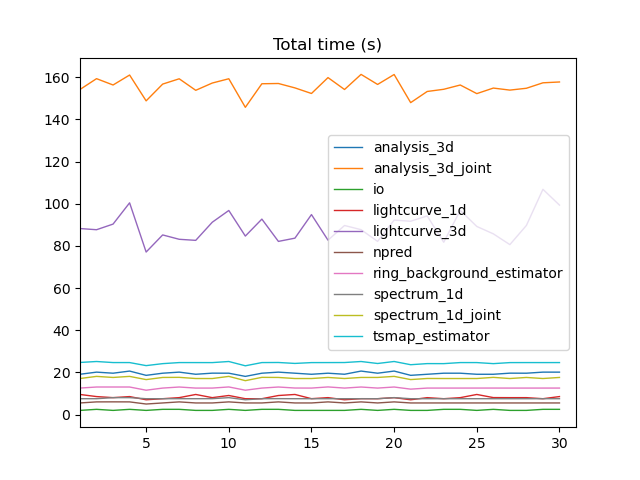 Total time (s)
160
140
120
100
80
60
40
20
0
analysis_3d
analysis_3d_joint
io
lightcurve_1d
lightcurve_3d
npred
ring_background_estimator
spectrum_1d
spectrum_1d_joint
tsmap_estimator
5 10 15 20 25 30